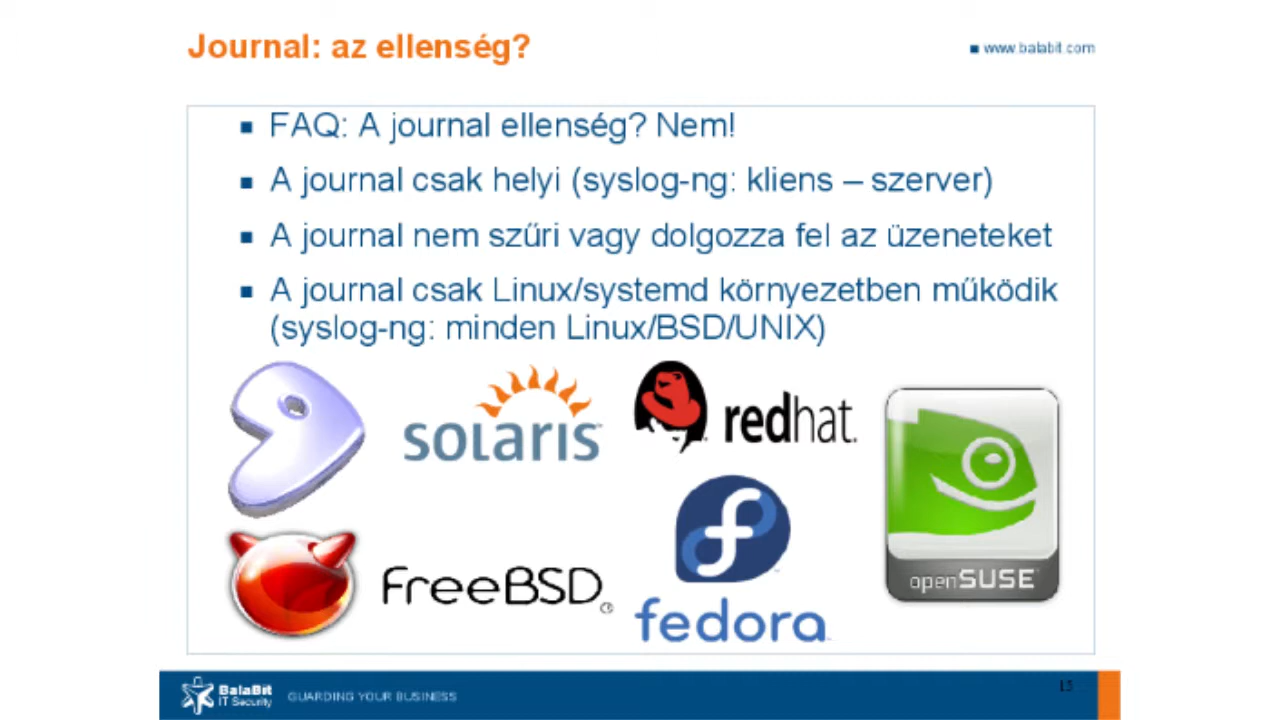 Journal: az ellenség?
www.balabit.com
FAQ: A journal ellenség? Nem!
A journal csak helyi (syslog-ng: kliens – szerver)
A journal nem szűri vagy dolgozza fel az üzeneteket
A journal csak Linux/systemd környezetben működik
(syslog-ng: minden Linux/BSD/UNIX)
solaris
redhat.
openSUSE
FreeBSD
fedora
BalaBit
IT Security
GUARDING YOUR BUSINESS
15